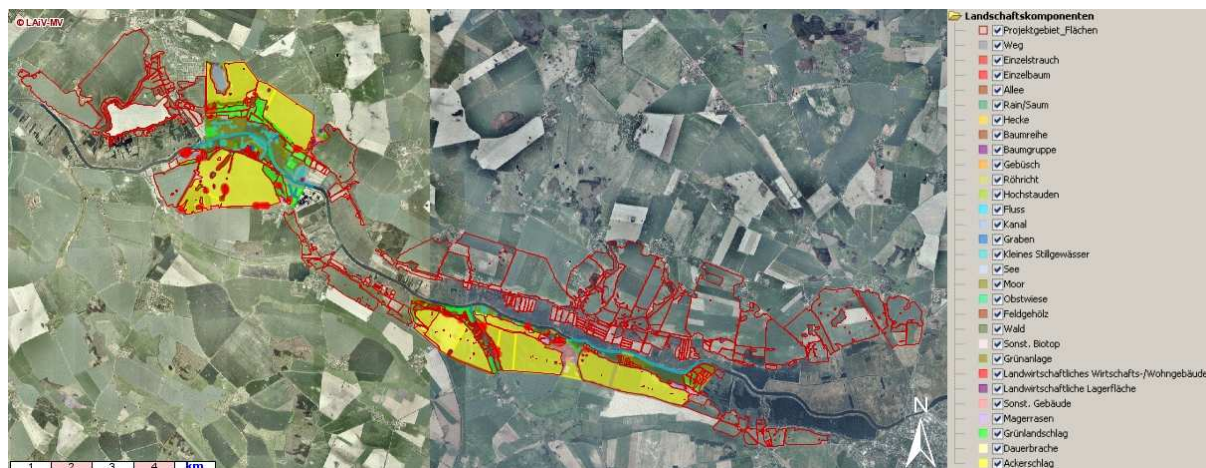 © LAiV-MV
Landschaftskomponenten
Projektgebiet_Flächen
Weg
Einzelstrauch
Einzelbaum
Allee
Rain/Saum
Hecke
Baumreihe
Baumgruppe
Gebüsch
Röhricht
Hochstauden
Fluss
Kanal
Graben
Kleines Stillgewässer
See
Moor
Obstwiese
Feldgehölz
Wald
Sonst. Biotop
Grünanlage
Landwirtschaftliches Wirtschafts-/Wohngebäude
Landwirtschaftliche Lagerfläche
Sonst. Gebäude
Magerrasen
Grünlandschlag
Dauerbrache
Ackerschlag
N
1 2 3 4 km